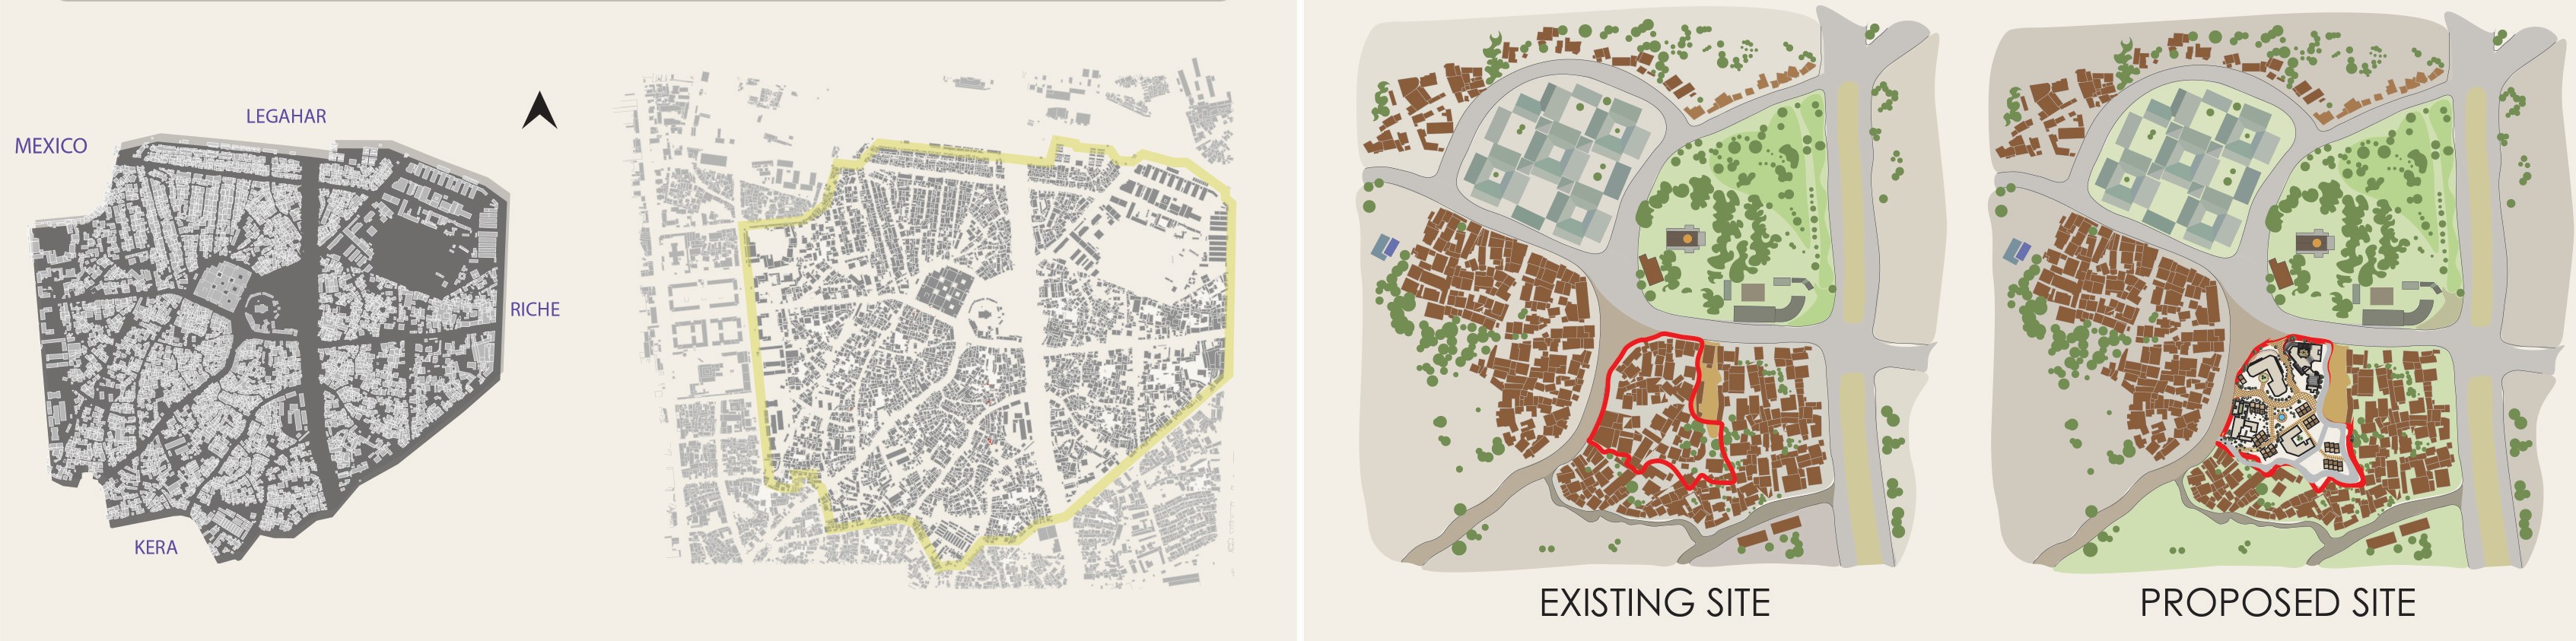 LEGAHAR
MEXICO
RICHE
KERA
EXISTING SITE
PROPOSED SITE